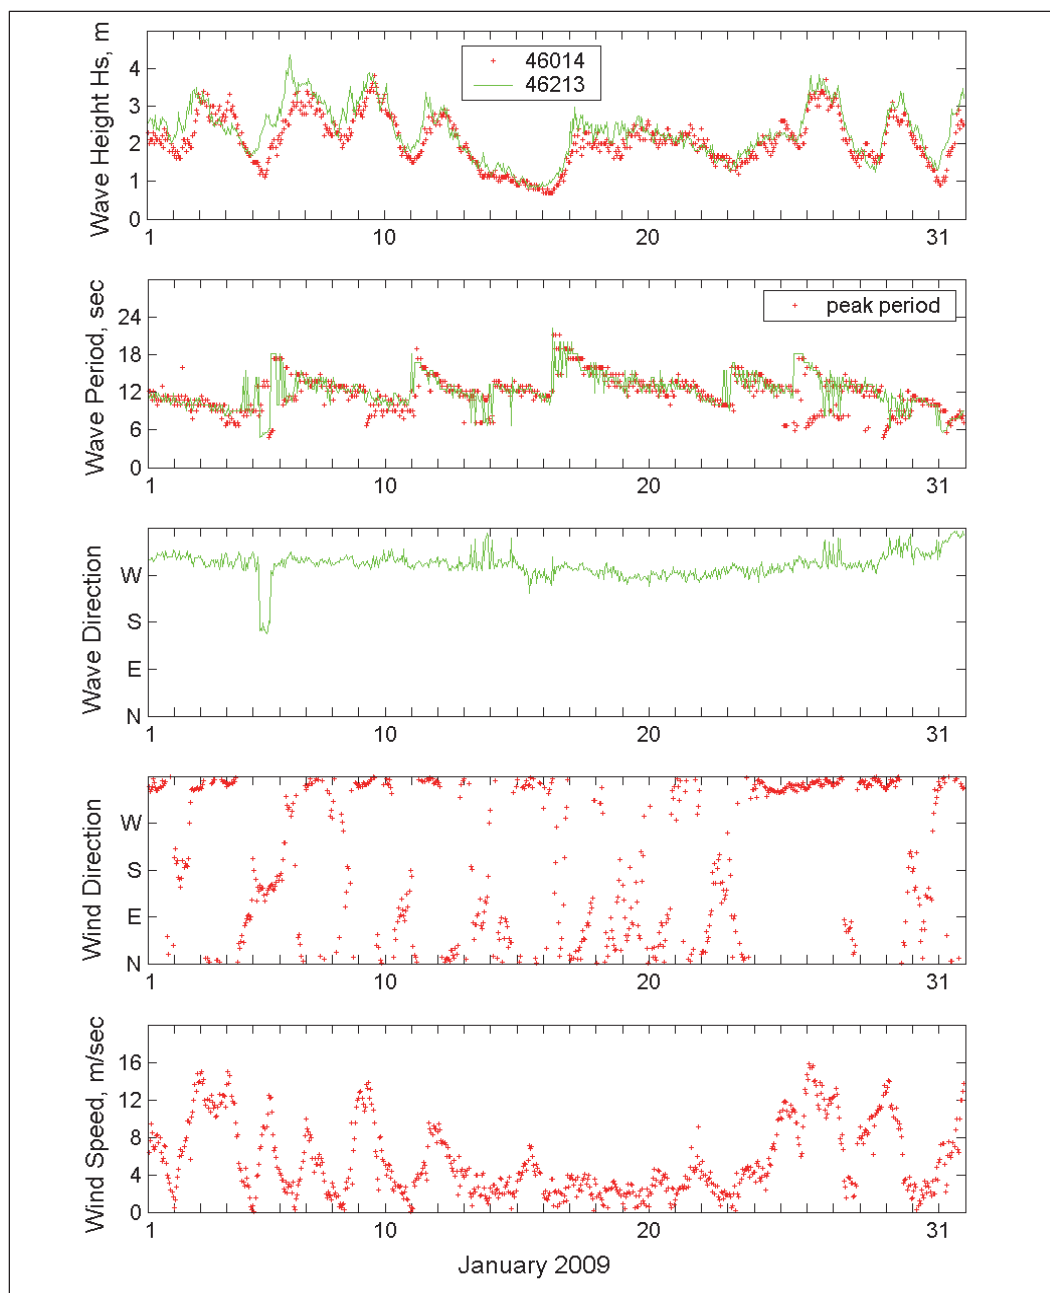 Wave Height Hs, m
4
3
2
1
0
46014
46213
1
10
20
31
Wave Period, sec
24
18
12
6
0
peak period
1
10
20
31
Wave Direction
W
S
E
N
1
10
20
31
Wind Direction
W
S
E
N
1
10
20
31
Wind Speed, m/sec
16
12
8
4
0
1
10
20
31
January 2009